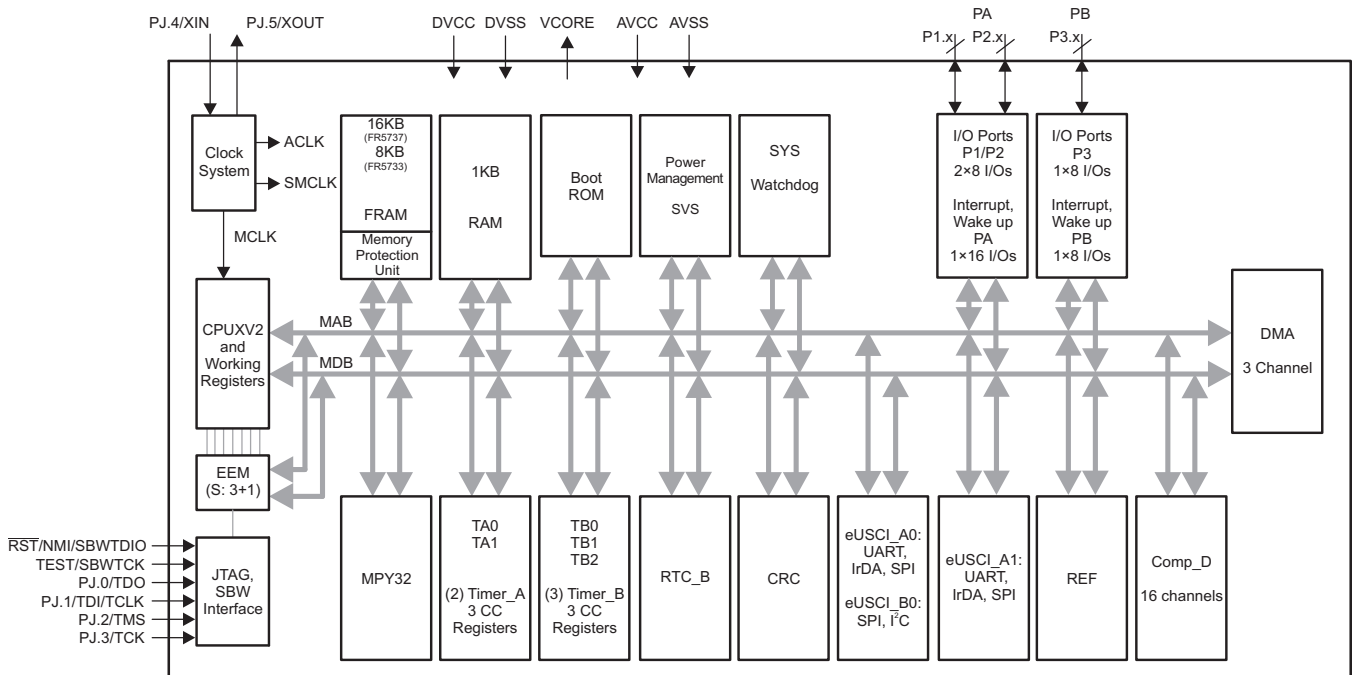 PJ.4/XIN
PJ.5/XOUT
DVCC
DVSS
VCORE
AVCC
AVSS
PA
P1.x
P2.x
PB
P3.x
Clock
System
ACLK
SMCLK
MCLK
16KB
(FR5737)
8KB
(FR5733)
FRAM
Memory
Protection
Unit
1KB
RAM
Boot
ROM
Power
Management
SVS
SYS
Watchdog
I/O Ports
P1/P2
2×8 I/Os
Interrupt,
Wake up
PA
1×16 I/Os
I/O Ports
P3
1×8 I/Os
Interrupt,
Wake up
PB
1×8 I/Os
CPUXV2
and
Working
Registers
MAB
MDB
DMA
3 Channel
EEM
(S: 3+1)
RST/NMI/SBWTDIO
TEST/SBWTCK
PJ.0/TDO
PJ.1/TDI/TCLK
PJ.2/TMS
PJ.3/TCK
JTAG,
SBW
Interface
MPY32
TA0
TA1
(2) Timer_A
3 CC
Registers
TB0
TB1
TB2
(3) Timer_B
3 CC
Registers
RTC_B
CRC
eUSCI_A0:
UART,
IrDA, SPI
eUSCI_B0:
SPI, I²C
eUSCI_A1:
UART,
IrDA, SPI
REF
Comp_D
16 channels